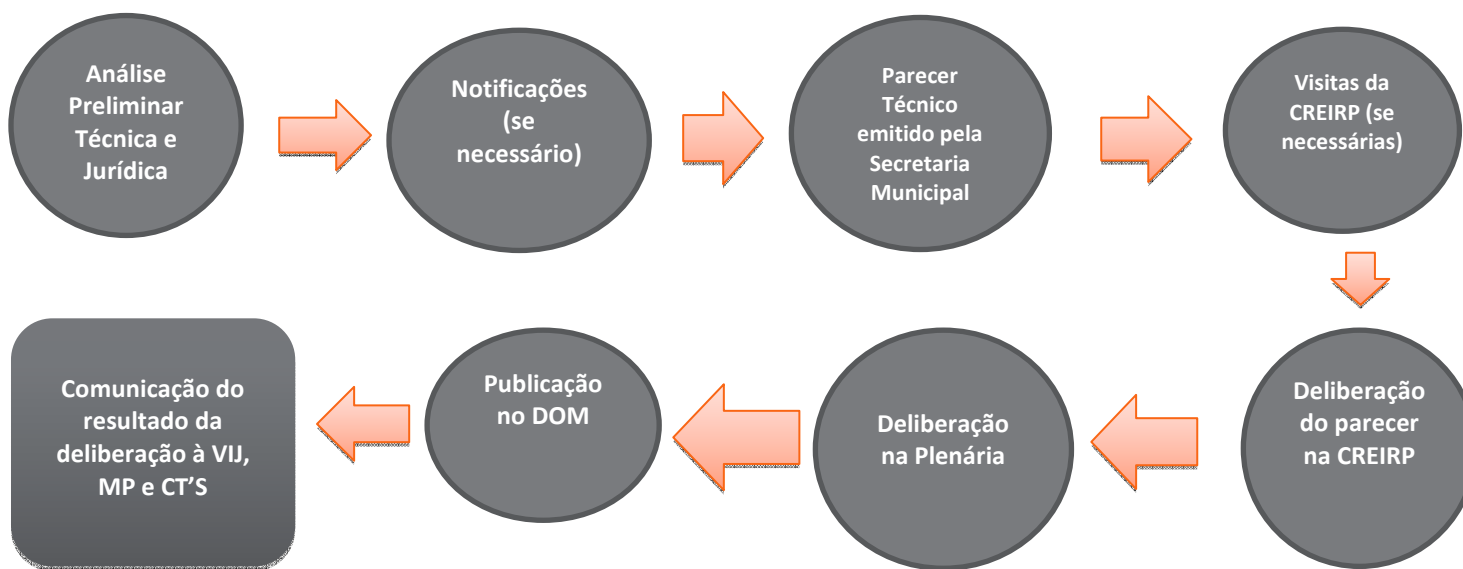 Análise
Preliminar
Técnica e
Jurídica
Notificações
(se
necessário)
Parecer
Técnico
emitido pela
Secretaria
Municipal
Visitas da
CREIRP (se
necessárias)
Deliberação
do parecer
na CREIRP
Deliberação
na Plenária
Publicação
no DOM
Comunicação do
resultado da
deliberação à VIJ,
MP e CT’S